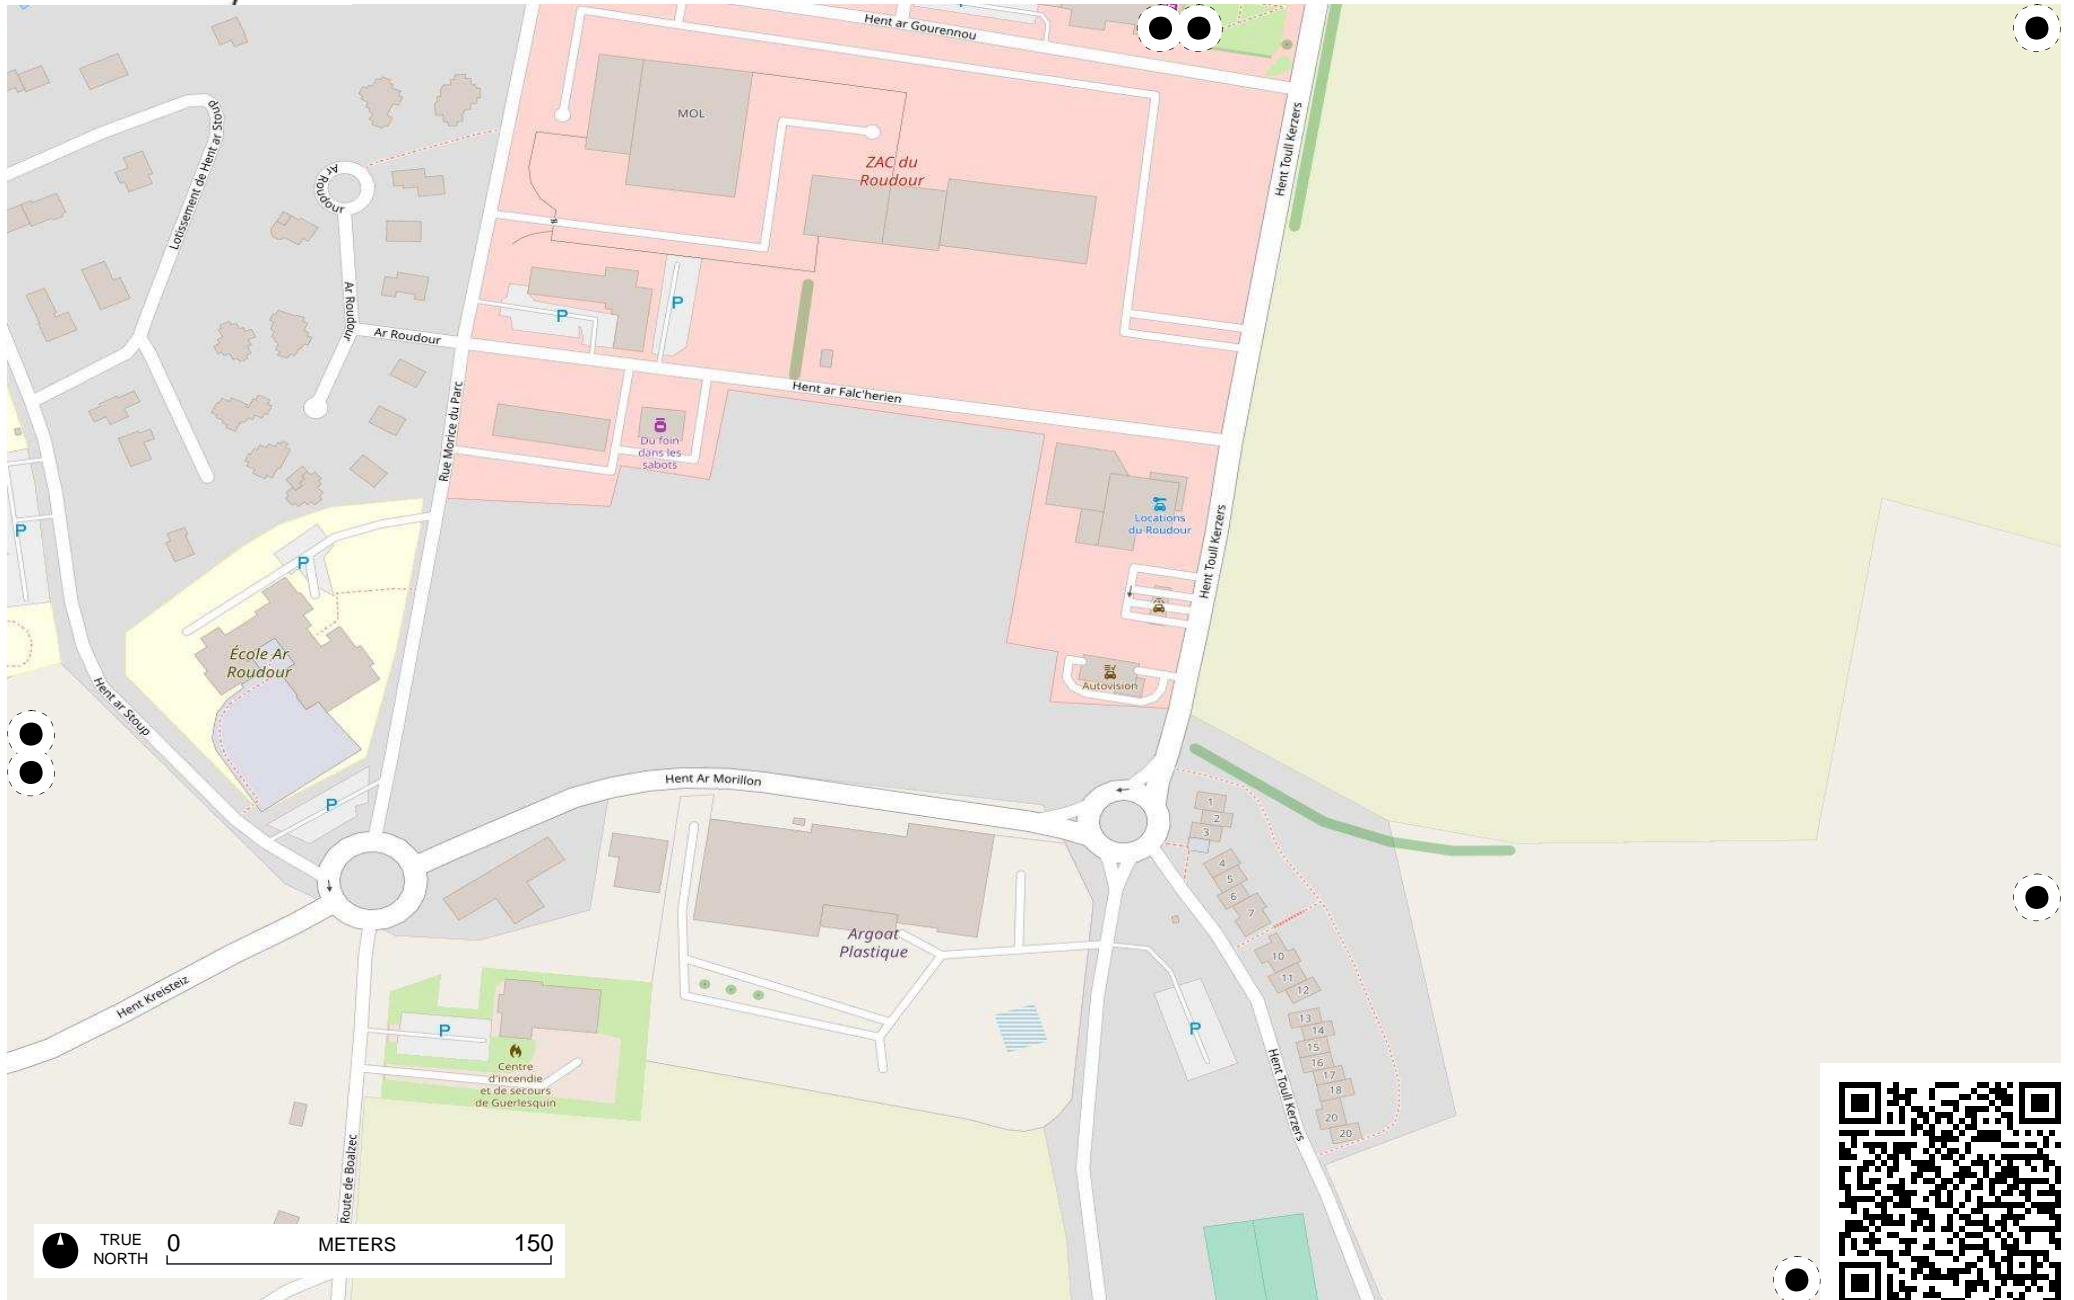 Hent ar Gourennou
Lotissement de Hent ar Stoup
MOL
Hent Toull Kerzers
ZAC du
Roudour
Ar Roudour
Ar Roudour
P
P
Ar Roudour
Hent ar Falc'herien
Rue Morice du Parc
Du foin
dans les
sabots
Locations
du Roudour
P
Hent Toull Kerzers
P
École Ar
Roudour
Autovision
Hent ar Stoup
Hent Ar Morillon
P
1
2
3
4
5
6
7
Argoat
Plastique
10
11
12
Hent Kreisteiz
P
P
13
14
15
16
17
18
20
20
Centre
d'incendie
et de secours
de Guerlesquin
Hent Toull Kerzers
Route de Boalzec
TRUE
NORTH
0
METERS
150